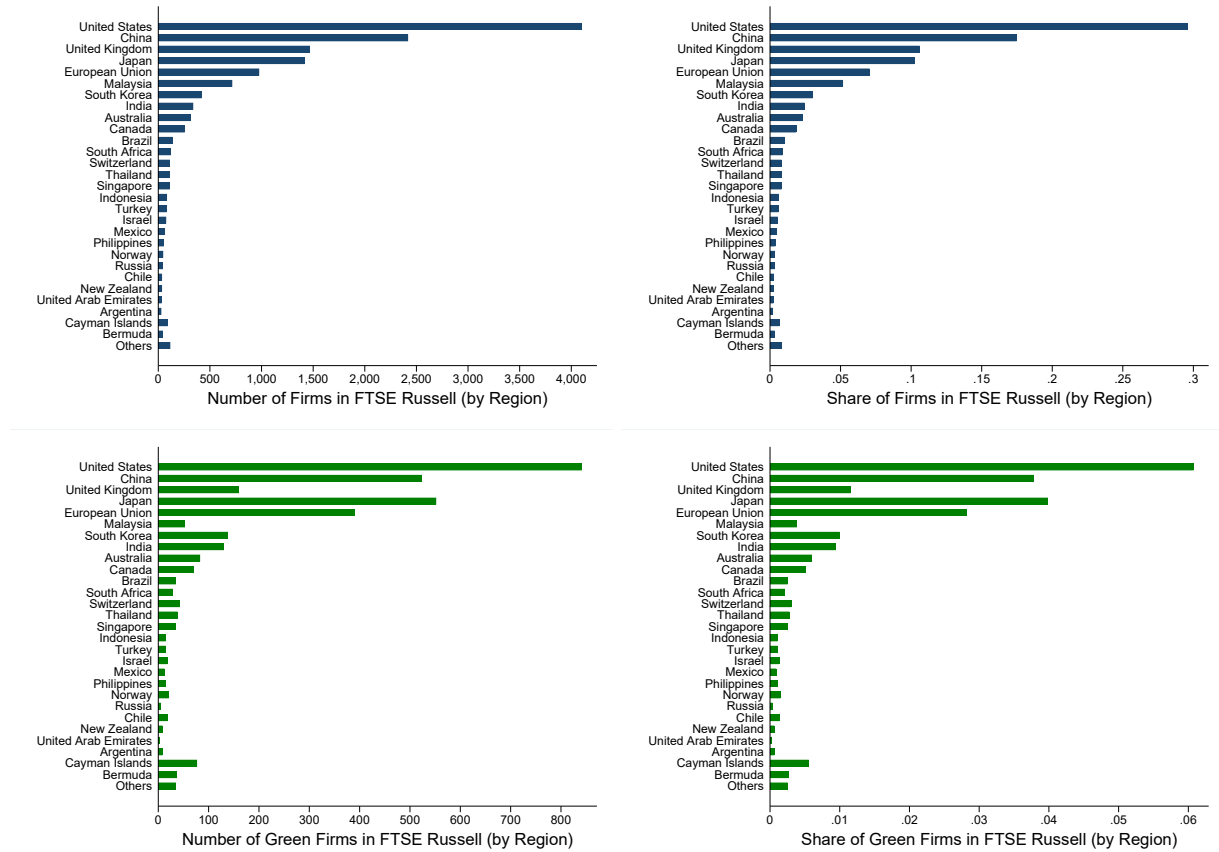 United States
China
United Kingdom
Japan
European Union
Malaysia
South Korea
India
Australia
Canada
Brazil
South Africa
Switzerland
Thailand
Singapore
Indonesia
Turkey
Israel
Mexico
Philippines
Norway
Russia
Chile
New Zealand
United Arab Emirates
Argentina
Cayman Islands
Bermuda
Others
0 500 1,000 1,500 2,000 2,500 3,000 3,500 4,000
Number of Firms in FTSE Russell (by Region)
United States
China
United Kingdom
Japan
European Union
Malaysia
South Korea
India
Australia
Canada
Brazil
South Africa
Switzerland
Thailand
Singapore
Indonesia
Turkey
Israel
Mexico
Philippines
Norway
Russia
Chile
New Zealand
United Arab Emirates
Argentina
Cayman Islands
Bermuda
Others
0 .05 .1 .15 .2 .25 .3
Share of Firms in FTSE Russell (by Region)
United States
China
United Kingdom
Japan
European Union
Malaysia
South Korea
India
Australia
Canada
Brazil
South Africa
Switzerland
Thailand
Singapore
Indonesia
Turkey
Israel
Mexico
Philippines
Norway
Russia
Chile
New Zealand
United Arab Emirates
Argentina
Cayman Islands
Bermuda
Others
0 100 200 300 400 500 600 700 800
Number of Green Firms in FTSE Russell (by Region)
United States
China
United Kingdom
Japan
European Union
Malaysia
South Korea
India
Australia
Canada
Brazil
South Africa
Switzerland
Thailand
Singapore
Indonesia
Turkey
Israel
Mexico
Philippines
Norway
Russia
Chile
New Zealand
United Arab Emirates
Argentina
Cayman Islands
Bermuda
Others
0 .01 .02 .03 .04 .05 .06
Share of Green Firms in FTSE Russell (by Region)